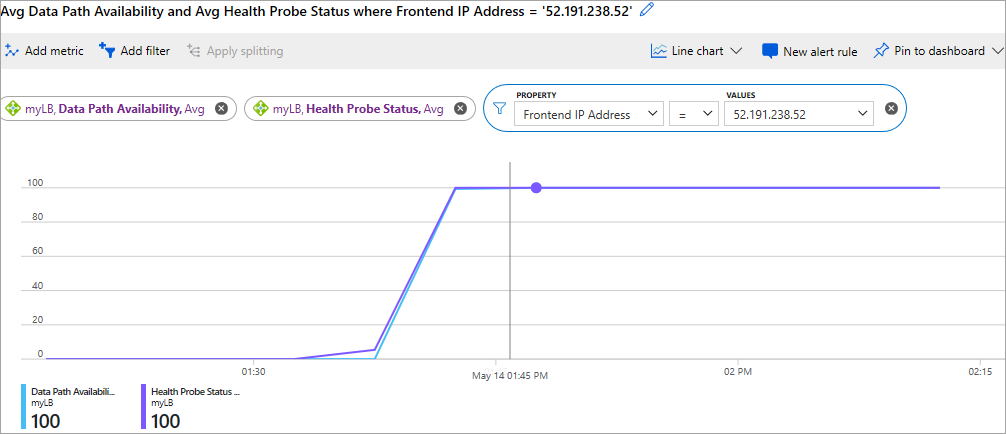 Avg Data Path Availability and Avg Health Probe Status where Frontend IP Address = '52.191.238.52'
Add metric Add filter Apply splitting Line chart New alert rule Pin to dashboard
PROPERTY VALUES
myLB, Data Path Availability, Avg myLB, Health Probe Status, Avg Frontend IP Address = 52.191.238.52
100
80
60
40
20
0
01:30 May 14 01:45 PM 02 PM 02:15
Data Path Availabili... Health Probe Status ...
myLB myLB
100 100